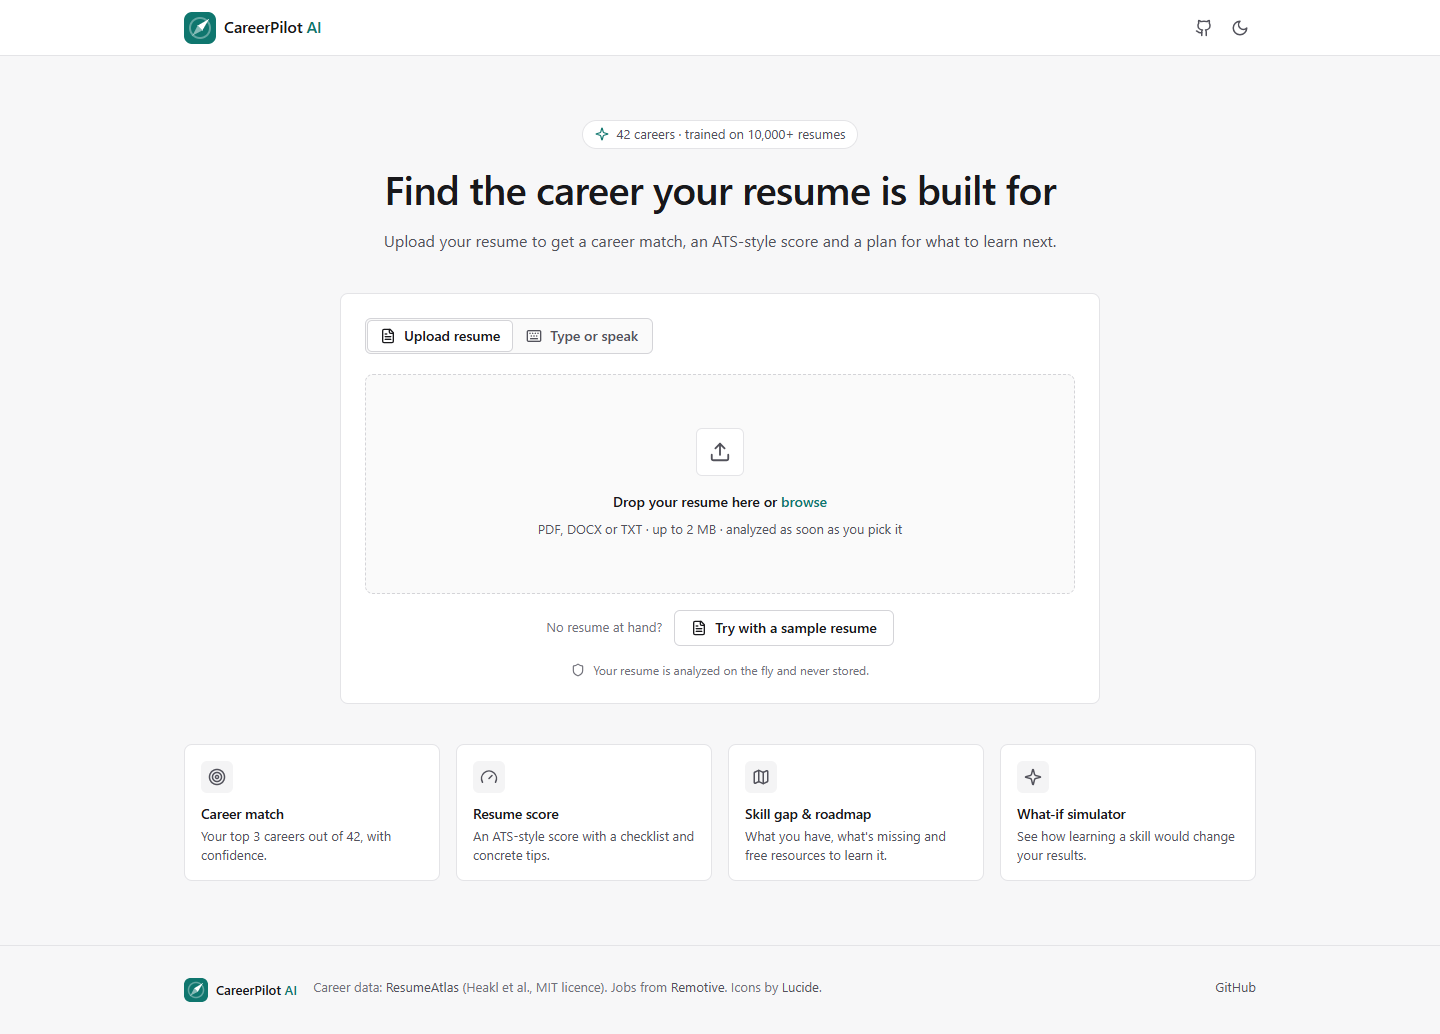 CareerPilot AI
42 careers · trained on 10,000+ resumes
Find the career your resume is built for
Upload your resume to get a career match, an ATS-style score and a plan for what to learn next.
Upload resume
Type or speak
Drop your resume here or browse
PDF, DOCX or TXT · up to 2 MB · analyzed as soon as you pick it
No resume at hand?
Try with a sample resume
Your resume is analyzed on the fly and never stored.
Career match
Your top 3 careers out of 42, with
confidence.
Resume score
An ATS-style score with a checklist and
concrete tips.
Skill gap & roadmap
What you have, what's missing and
free resources to learn it.
What-if simulator
See how learning a skill would change
your results.
CareerPilot AI
Career data: ResumeAtlas (Heakl et al., MIT licence). Jobs from Remotive. Icons by Lucide.
GitHub